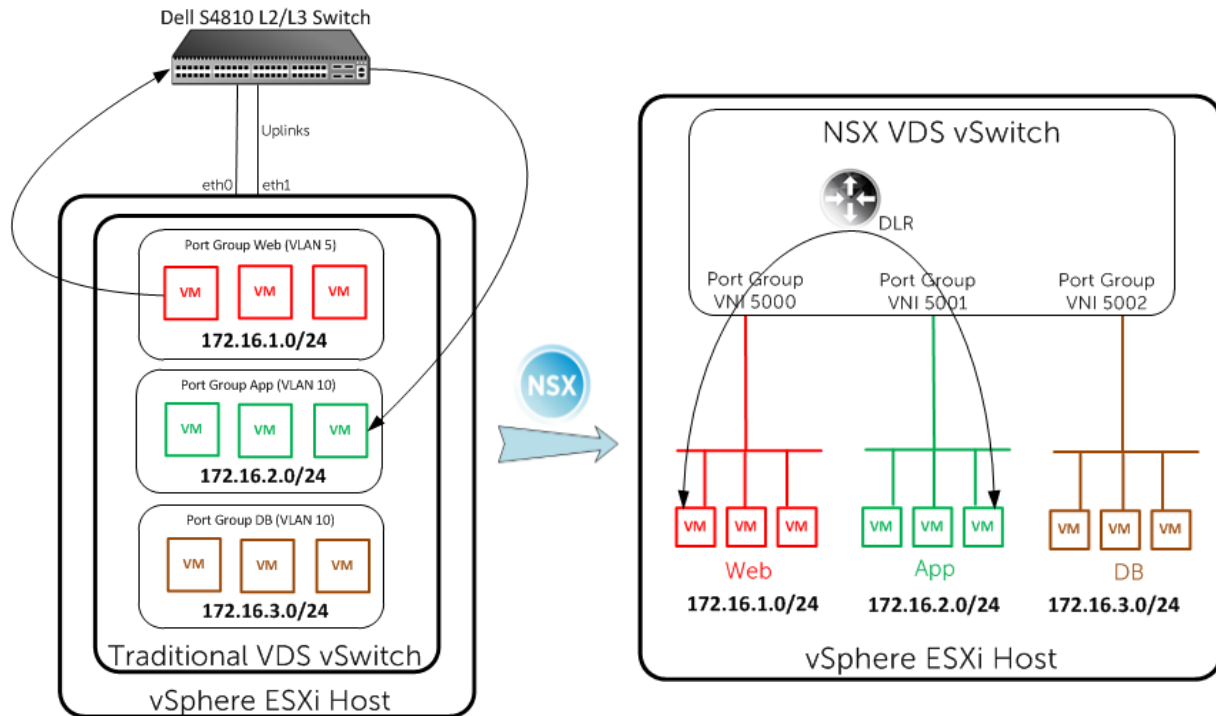 Dell S4810 L2/L3 Switch
Uplinks
eth0
eth1
Port Group Web (VLAN 5)
VM
VM
VM
172.16.1.0/24
Port Group App (VLAN 10)
VM
VM
VM
172.16.2.0/24
Port Group DB (VLAN 10)
VM
VM
VM
172.16.3.0/24
Traditional VDS vSwitch
vSphere ESXi Host
NSX
NSX VDS vSwitch
DLR
Port Group
VNI 5000
Port Group
VNI 5001
Port Group
VNI 5002
VM
VM
VM
VM
VM
VM
VM
VM
VM
Web
App
DB
172.16.1.0/24
172.16.2.0/24
172.16.3.0/24
vSphere ESXi Host